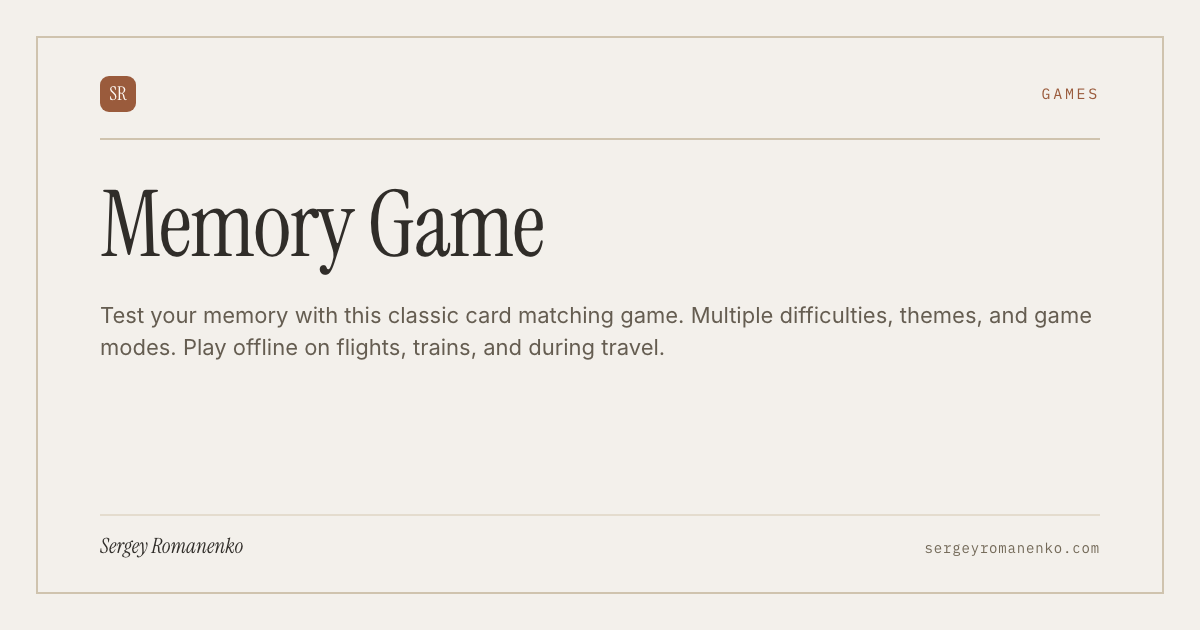 SR
GAMES
Memory Game
Test your memory with this classic card matching game. Multiple difficulties, themes, and game
modes. Play offline on flights, trains, and during travel.
Sergey Romanenko
sergeyromanenko.com